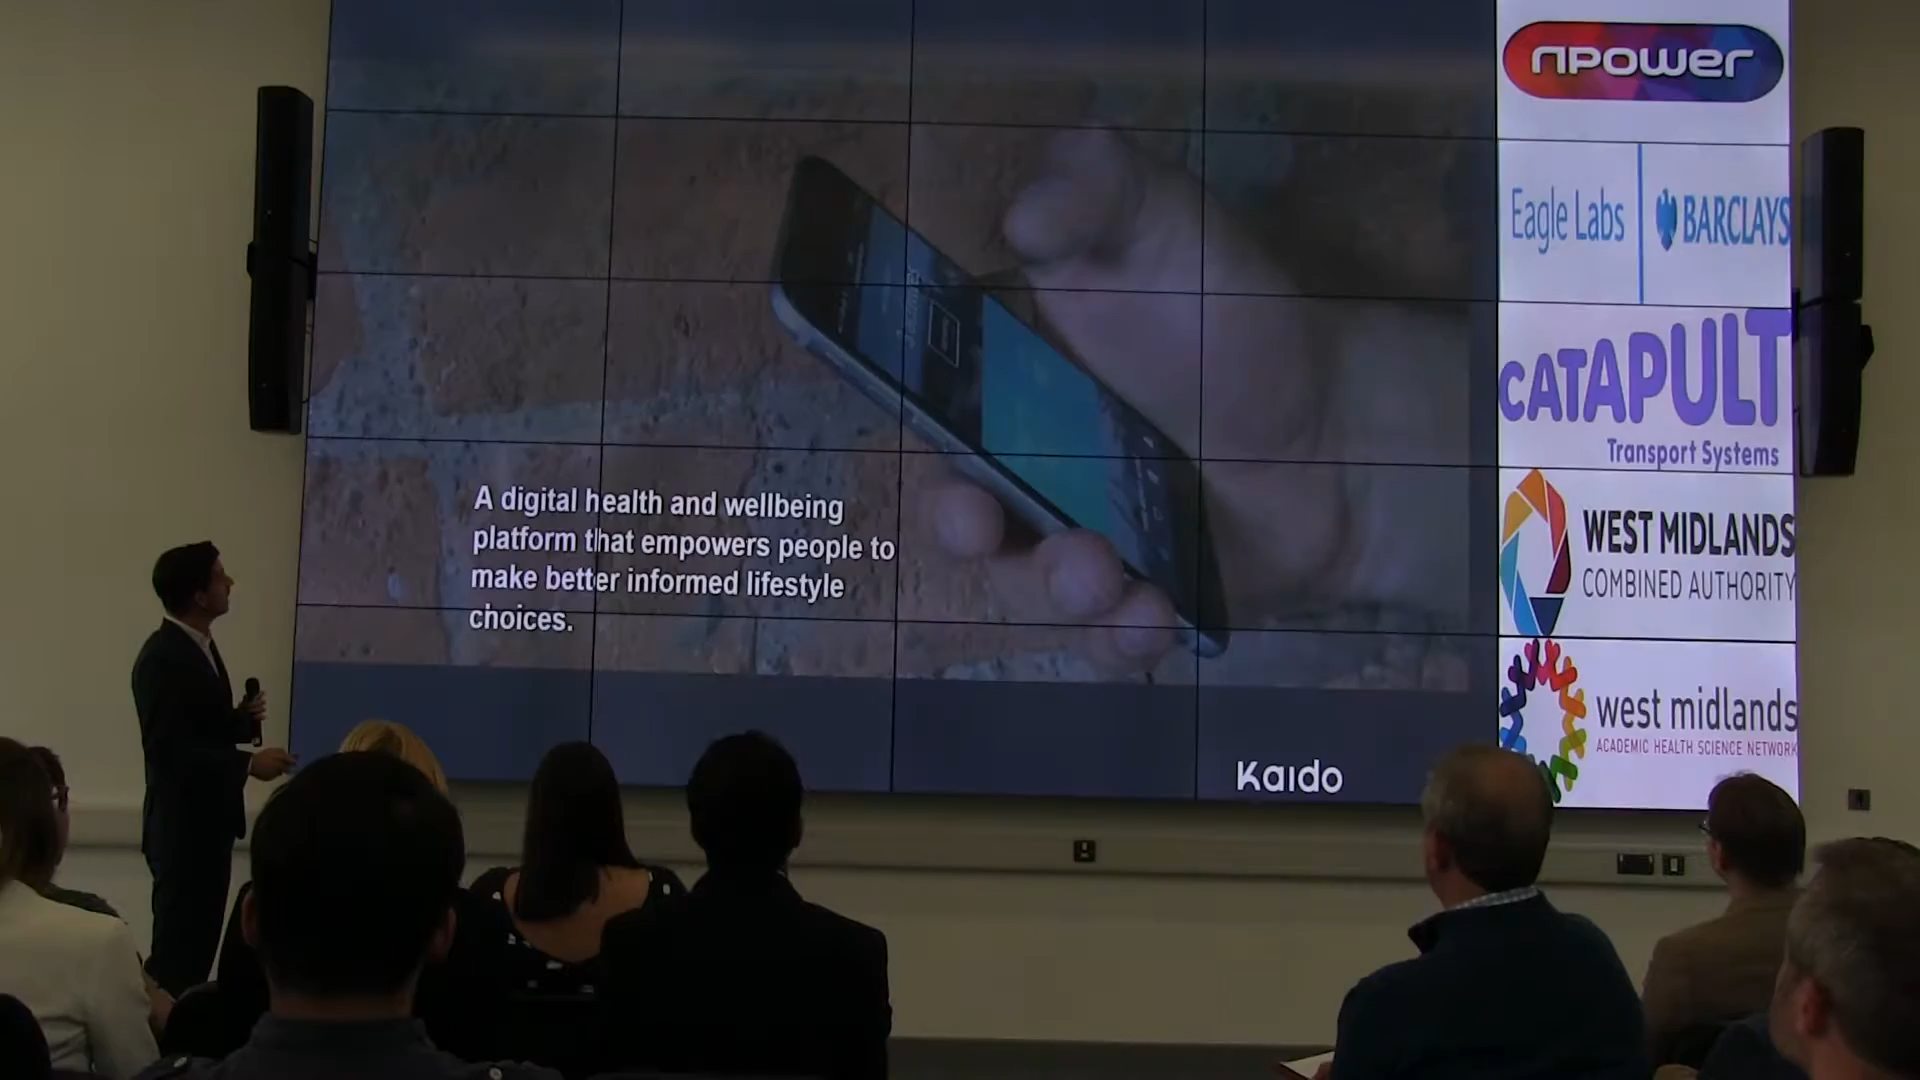 npower
Eagle Labs
BARCLAYS
CATAPULT
Transport Systems
WEST MIDLANDS
COMBINED AUTHORITY
west midlands
ACADEMIC HEALTH SCIENCE NETWORK
A digital health and wellbeing
platform that empowers people to
make better informed lifestyle
choices.
Kaido